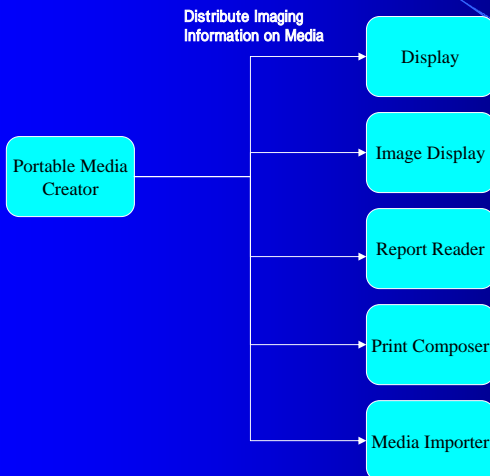 Distribute Imaging
Information on Media
Display
Image Display
Portable Media
Creator
Report Reader
Print Composer
Media Importer